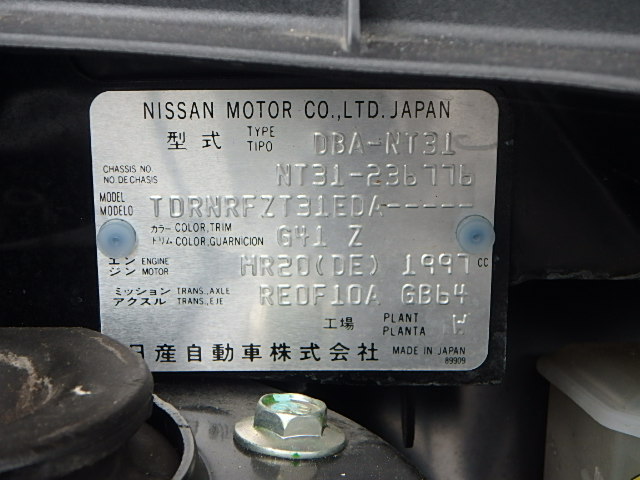 NISSAN MOTOR CO.,LTD.JAPAN
型式 TYPE TIPO DBA-NT31
CHASSIS NO. NO.DE CHASIS NT31-236776
MODEL MODELO TDRNRFZT31EDA-----
カラー COLOR,TRIM
トリム COLOR,GUARNICION G41 Z
エンジン ENGINE MOTOR MR20(DE) 1997 CC
ミッション TRANS.,AXLE
アクスル TRANS.,EJE RE0F10A GB64
工場 PLANT PLANTA W
日産自動車株式会社 MADE IN JAPAN
89909